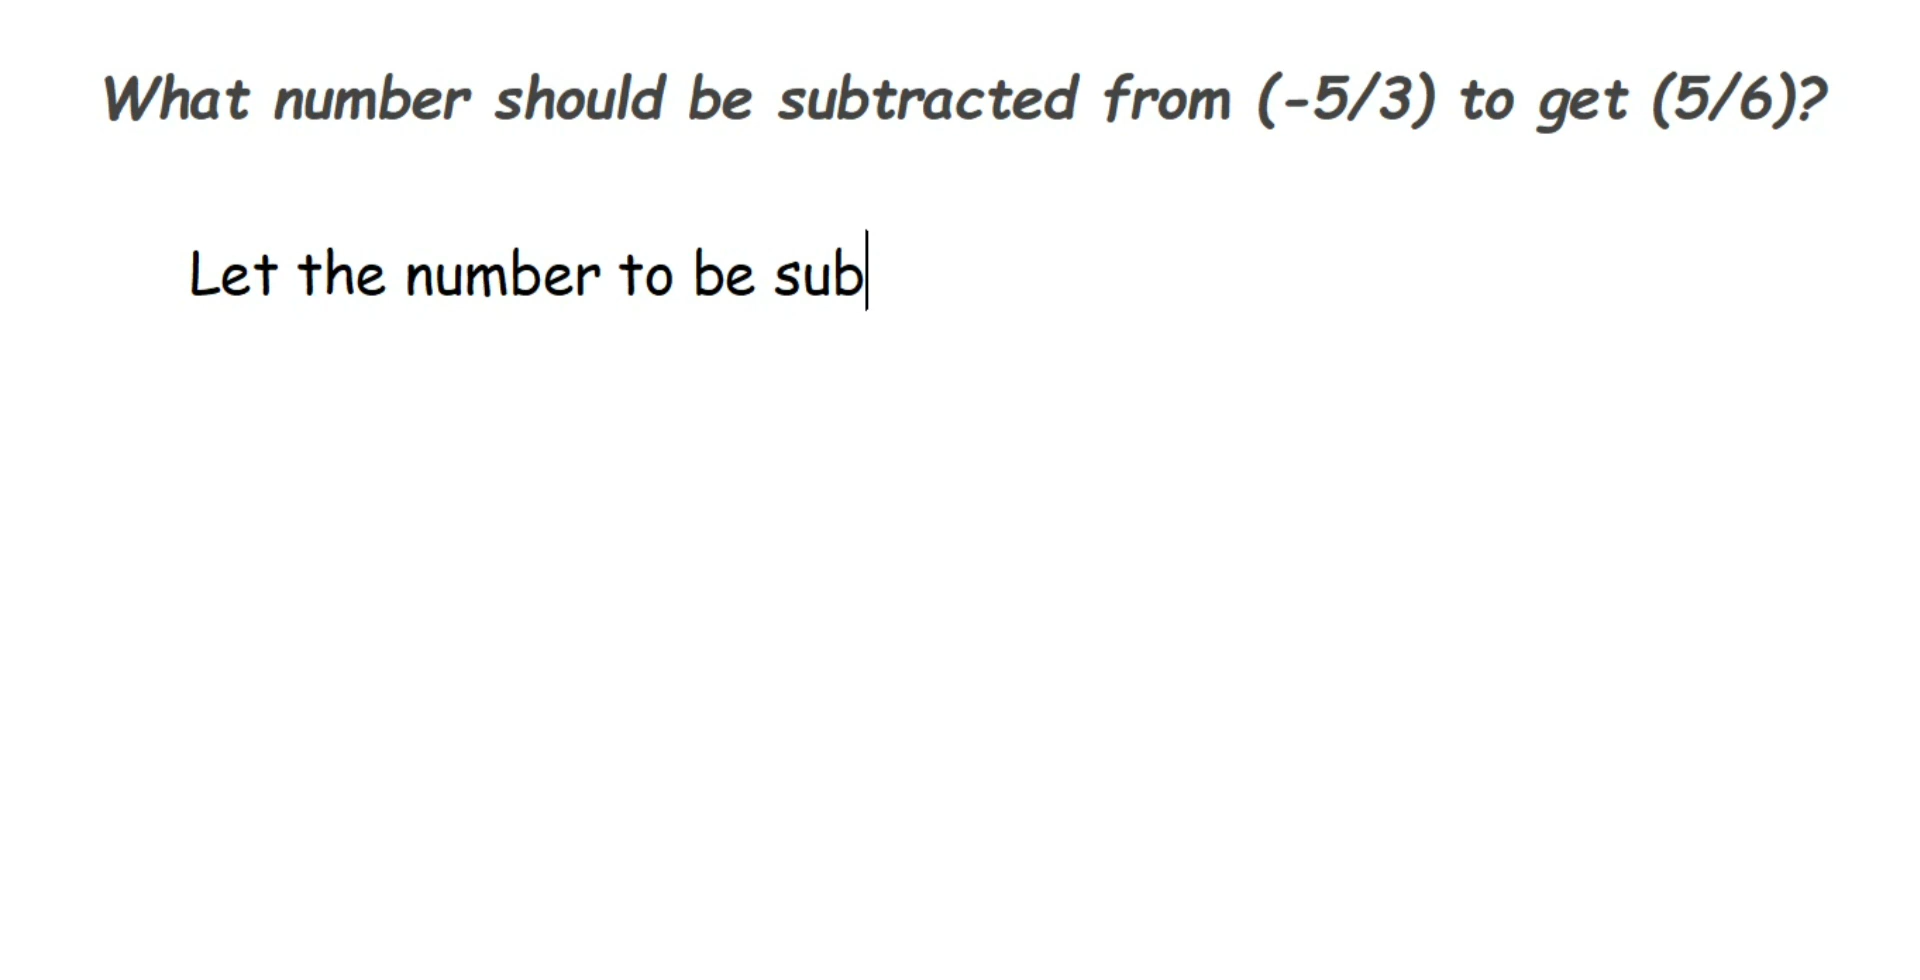 What number should be subtracted from (-5/3) to get (5/6)?
Let the number to be sub